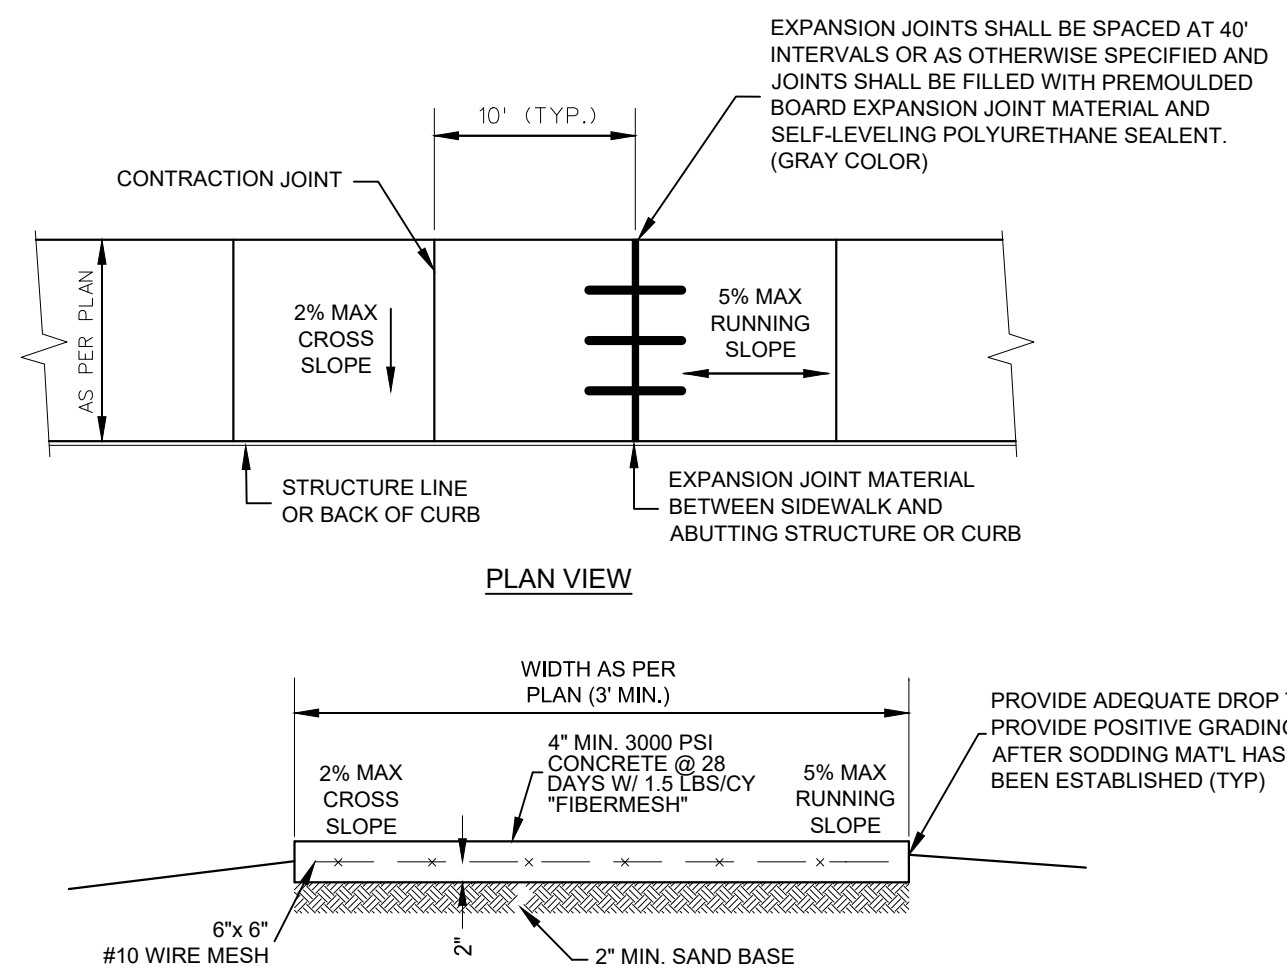 EXPANSION JOINTS SHALL BE SPACED AT 40'
INTERVALS OR AS OTHERWISE SPECIFIED AND
JOINTS SHALL BE FILLED WITH PREMOULDED
BOARD EXPANSION JOINT MATERIAL AND
SELF-LEVELING POLYURETHANE SEALENT.
(GRAY COLOR)
10' (TYP.)
CONTRACTION JOINT
AS PER PLAN
2% MAX
CROSS
SLOPE
5% MAX
RUNNING
SLOPE
STRUCTURE LINE
OR BACK OF CURB
EXPANSION JOINT MATERIAL
BETWEEN SIDEWALK AND
ABUTTING STRUCTURE OR CURB
PLAN VIEW
WIDTH AS PER
PLAN (3' MIN.)
PROVIDE ADEQUATE DROP
PROVIDE POSITIVE GRADING
AFTER SODDING MAT'L HAS
BEEN ESTABLISHED (TYP)
4" MIN. 3000 PSI
CONCRETE @ 28
DAYS W/ 1.5 LBS/CY
"FIBERMESH"
2% MAX
CROSS
SLOPE
5% MAX
RUNNING
SLOPE
6"x 6"
#10 WIRE MESH
2"
2" MIN. SAND BASE